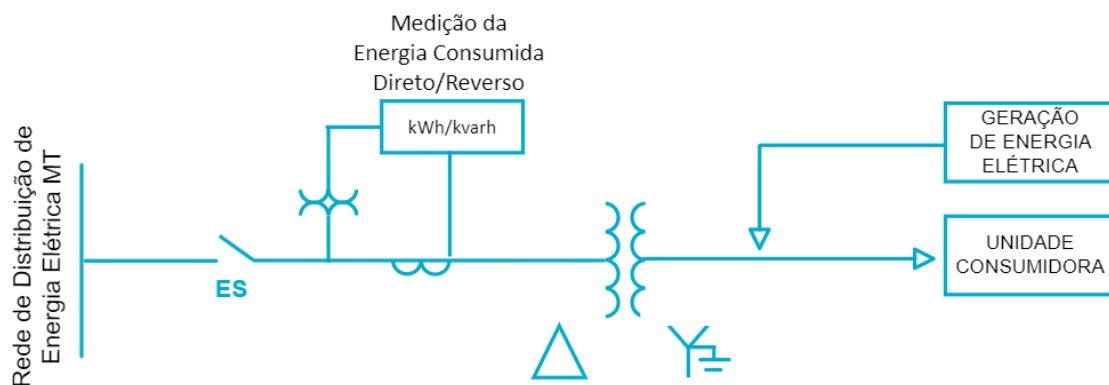 Medição da
Energia Consumida
Direto/Reverso
kWh/kvarh
Rede de Distribuição de
Energia Elétrica MT
ES
GERAÇÃO
DE ENERGIA
ELÉTRICA
UNIDADE
CONSUMIDORA